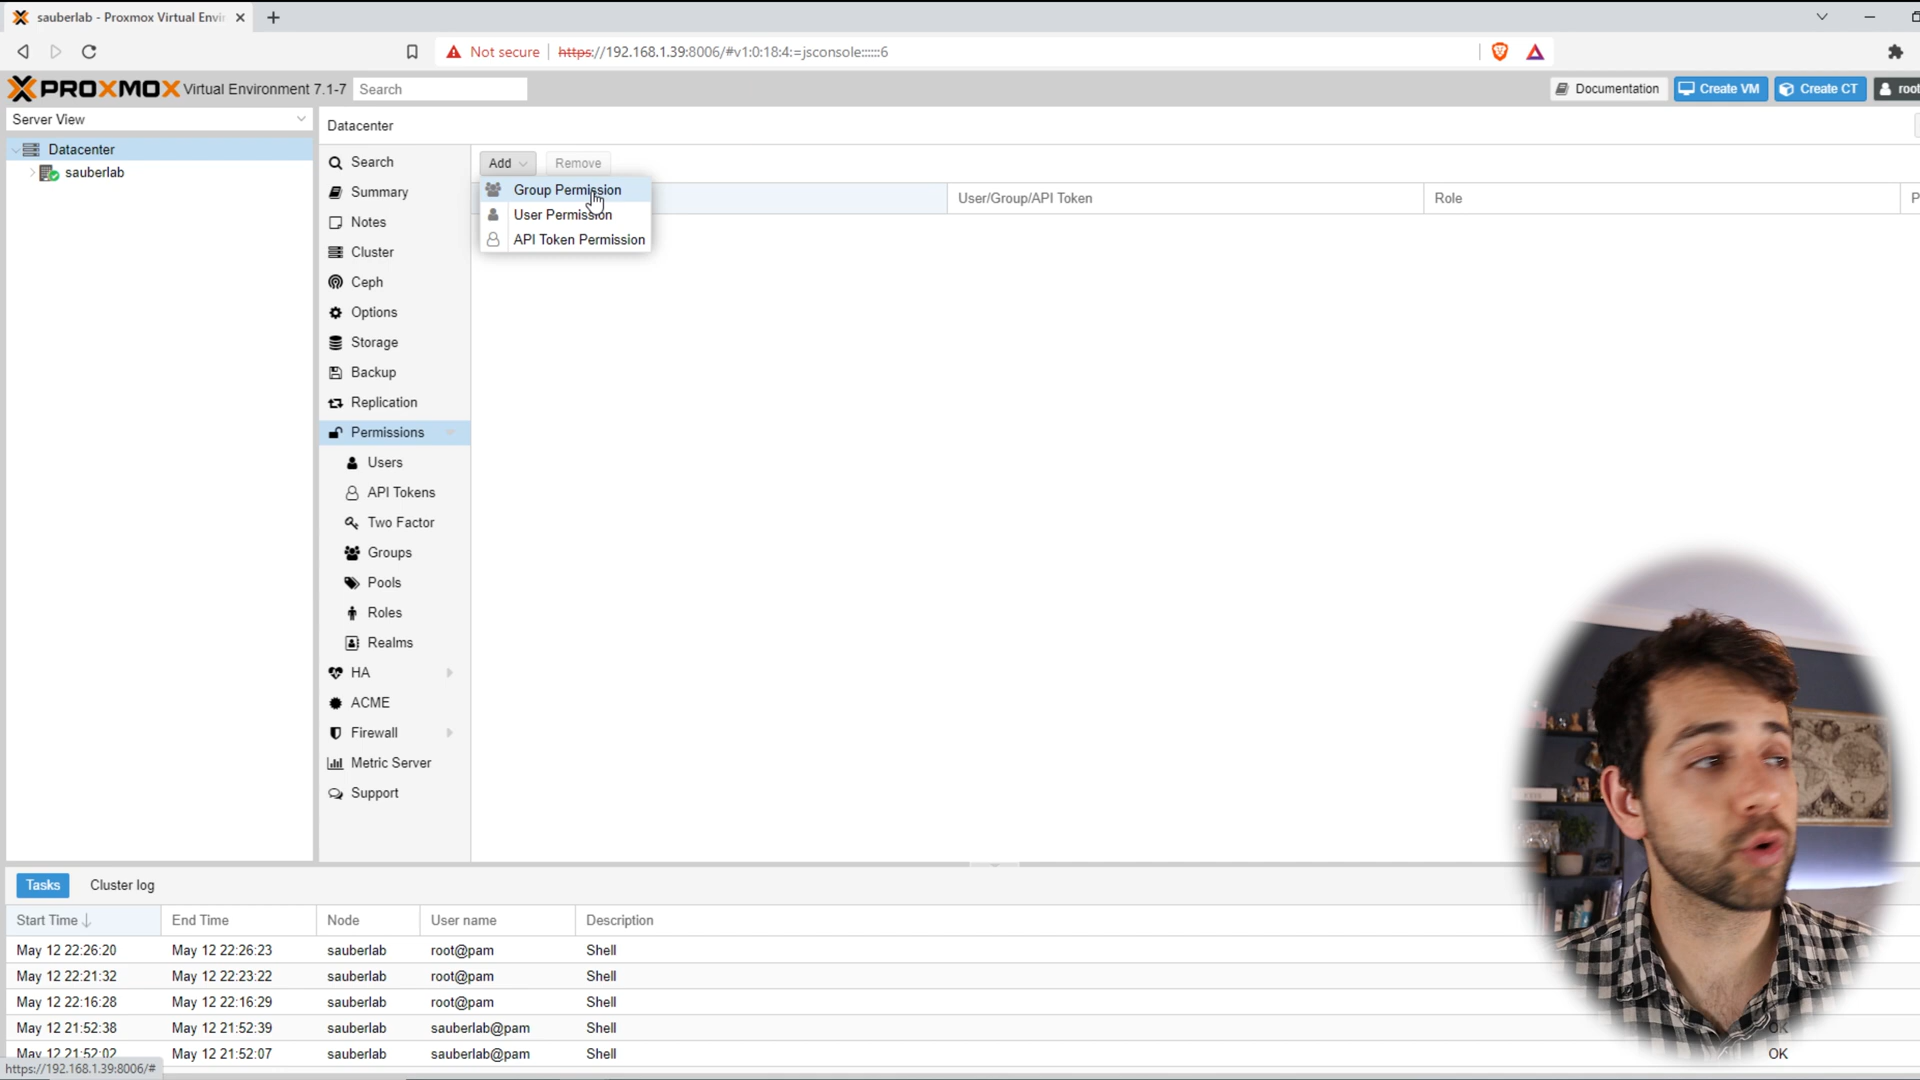 sauberlab - Proxmox Virtual Envir
Not secure https://192.168.1.39:8006/#v1:0:18:4:=jsconsole::::::6
PROXMOX Virtual Environment 7.1-7 Search Documentation Create VM Create CT root
Server View
Datacenter
sauberlab
Datacenter
Search
Summary
Notes
Cluster
Ceph
Options
Storage
Backup
Replication
Permissions
Users
API Tokens
Two Factor
Groups
Pools
Roles
Realms
HA
ACME
Firewall
Metric Server
Support
Add Remove
Group Permission
User Permission
API Token Permission
User/Group/API Token Role P
Tasks Cluster log
Start Time End Time Node User name Description
May 12 22:26:20 May 12 22:26:23 sauberlab root@pam Shell
May 12 22:21:32 May 12 22:23:22 sauberlab root@pam Shell
May 12 22:16:28 May 12 22:16:29 sauberlab root@pam Shell
May 12 21:52:38 May 12 21:52:39 sauberlab sauberlab@pam Shell OK
May 12 21:52:02 May 12 21:52:07 sauberlab sauberlab@pam Shell OK
https://192.168.1.39:8006/#